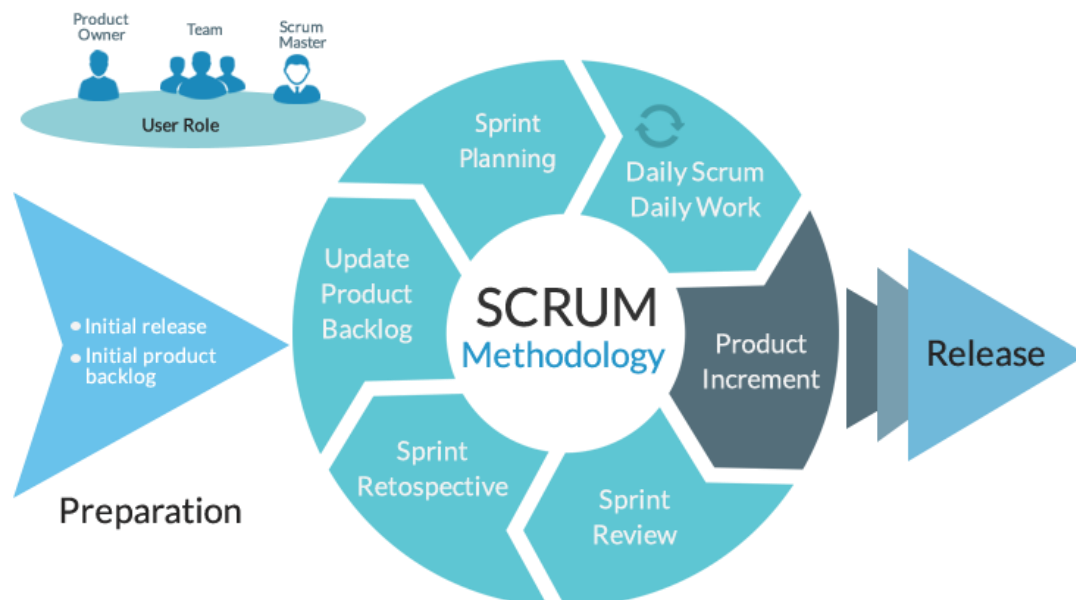 Product
Owner
Team
Scrum
Master
User Role
Sprint
Planning
Daily Scrum
Daily Work
Update
Product
Backlog
SCRUM
Methodology
Product
Increment
Release
Initial release
Initial product
backlog
Preparation
Sprint
Retospective
Sprint
Review